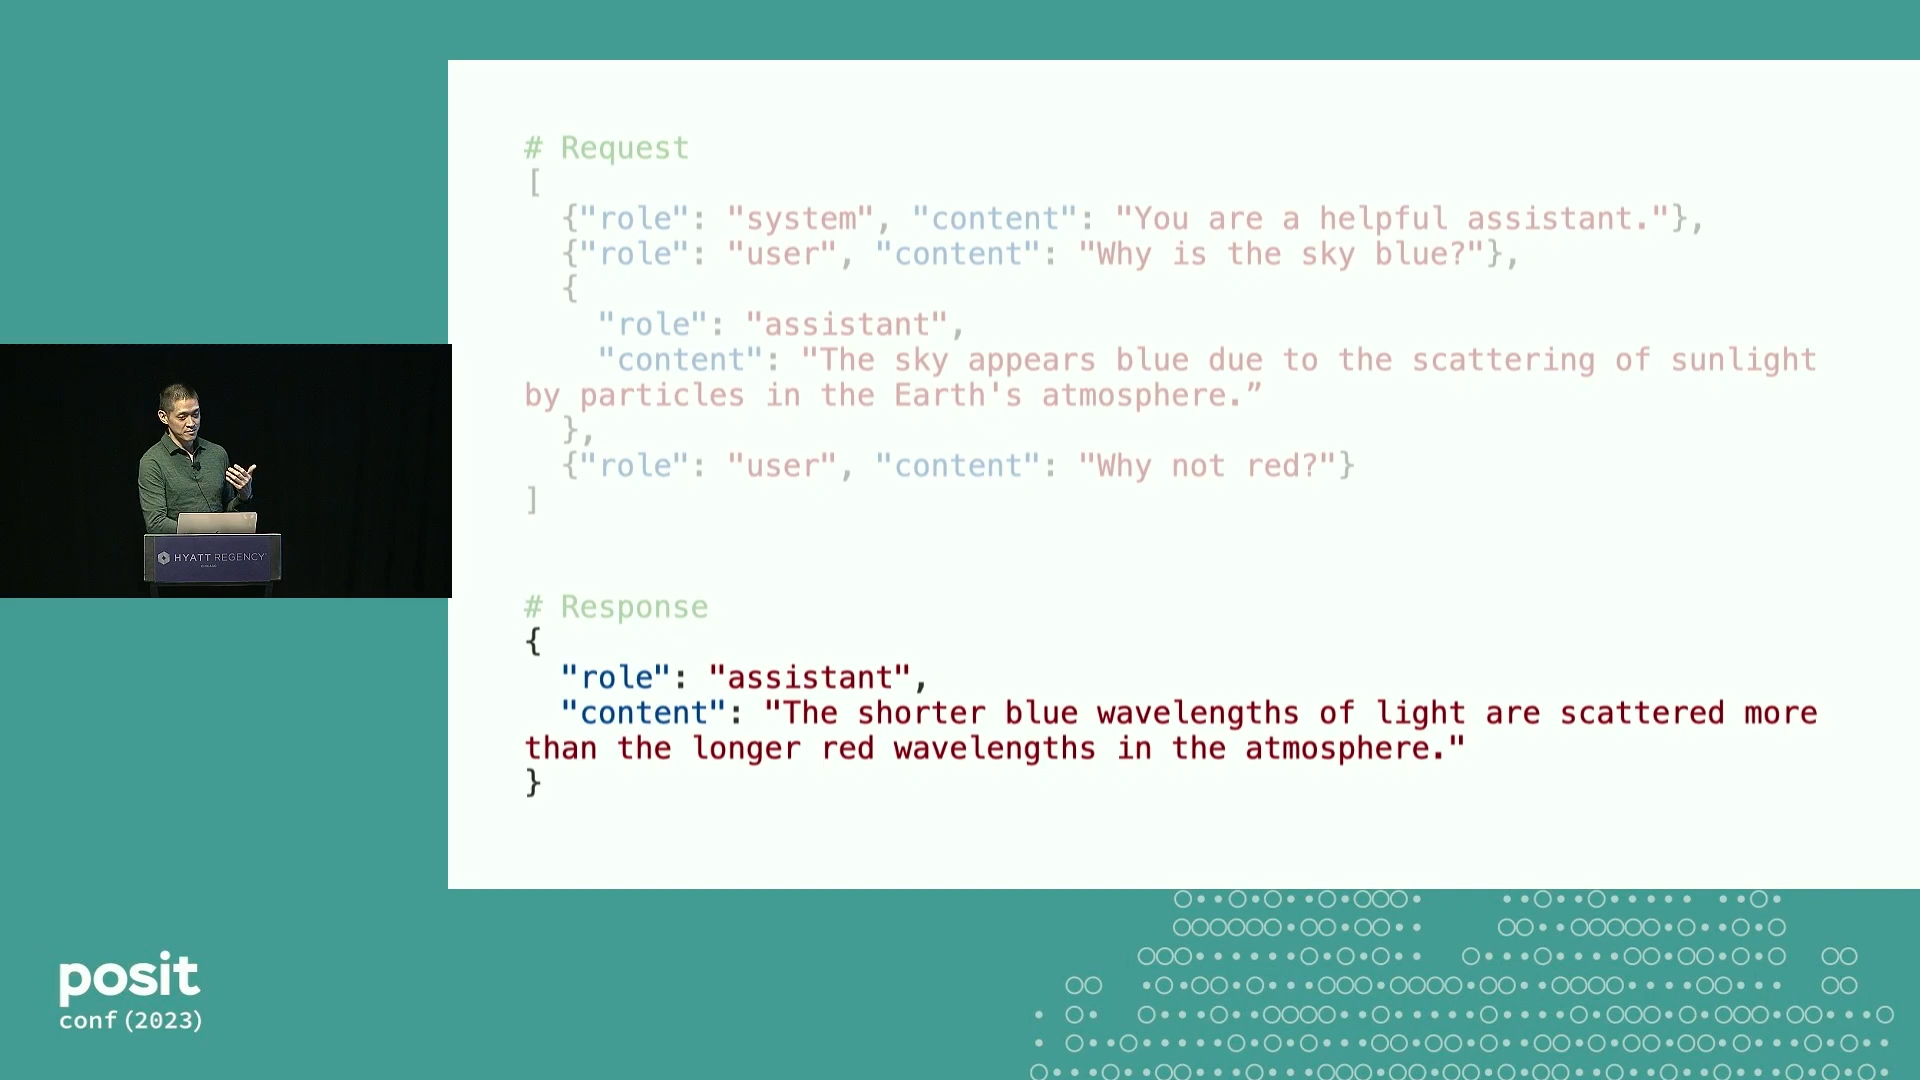 # Request
[
{"role": "system", "content": "You are a helpful assistant."},
{"role": "user", "content": "Why is the sky blue?"},
{
"role": "assistant",
"content": "The sky appears blue due to the scattering of sunlight
by particles in the Earth's atmosphere.”
},
{"role": "user", "content": "Why not red?"}
]
# Response
{
"role": "assistant",
"content": "The shorter blue wavelengths of light are scattered more
than the longer red wavelengths in the atmosphere."
}
HYATT REGENCY
posit
conf (2023)